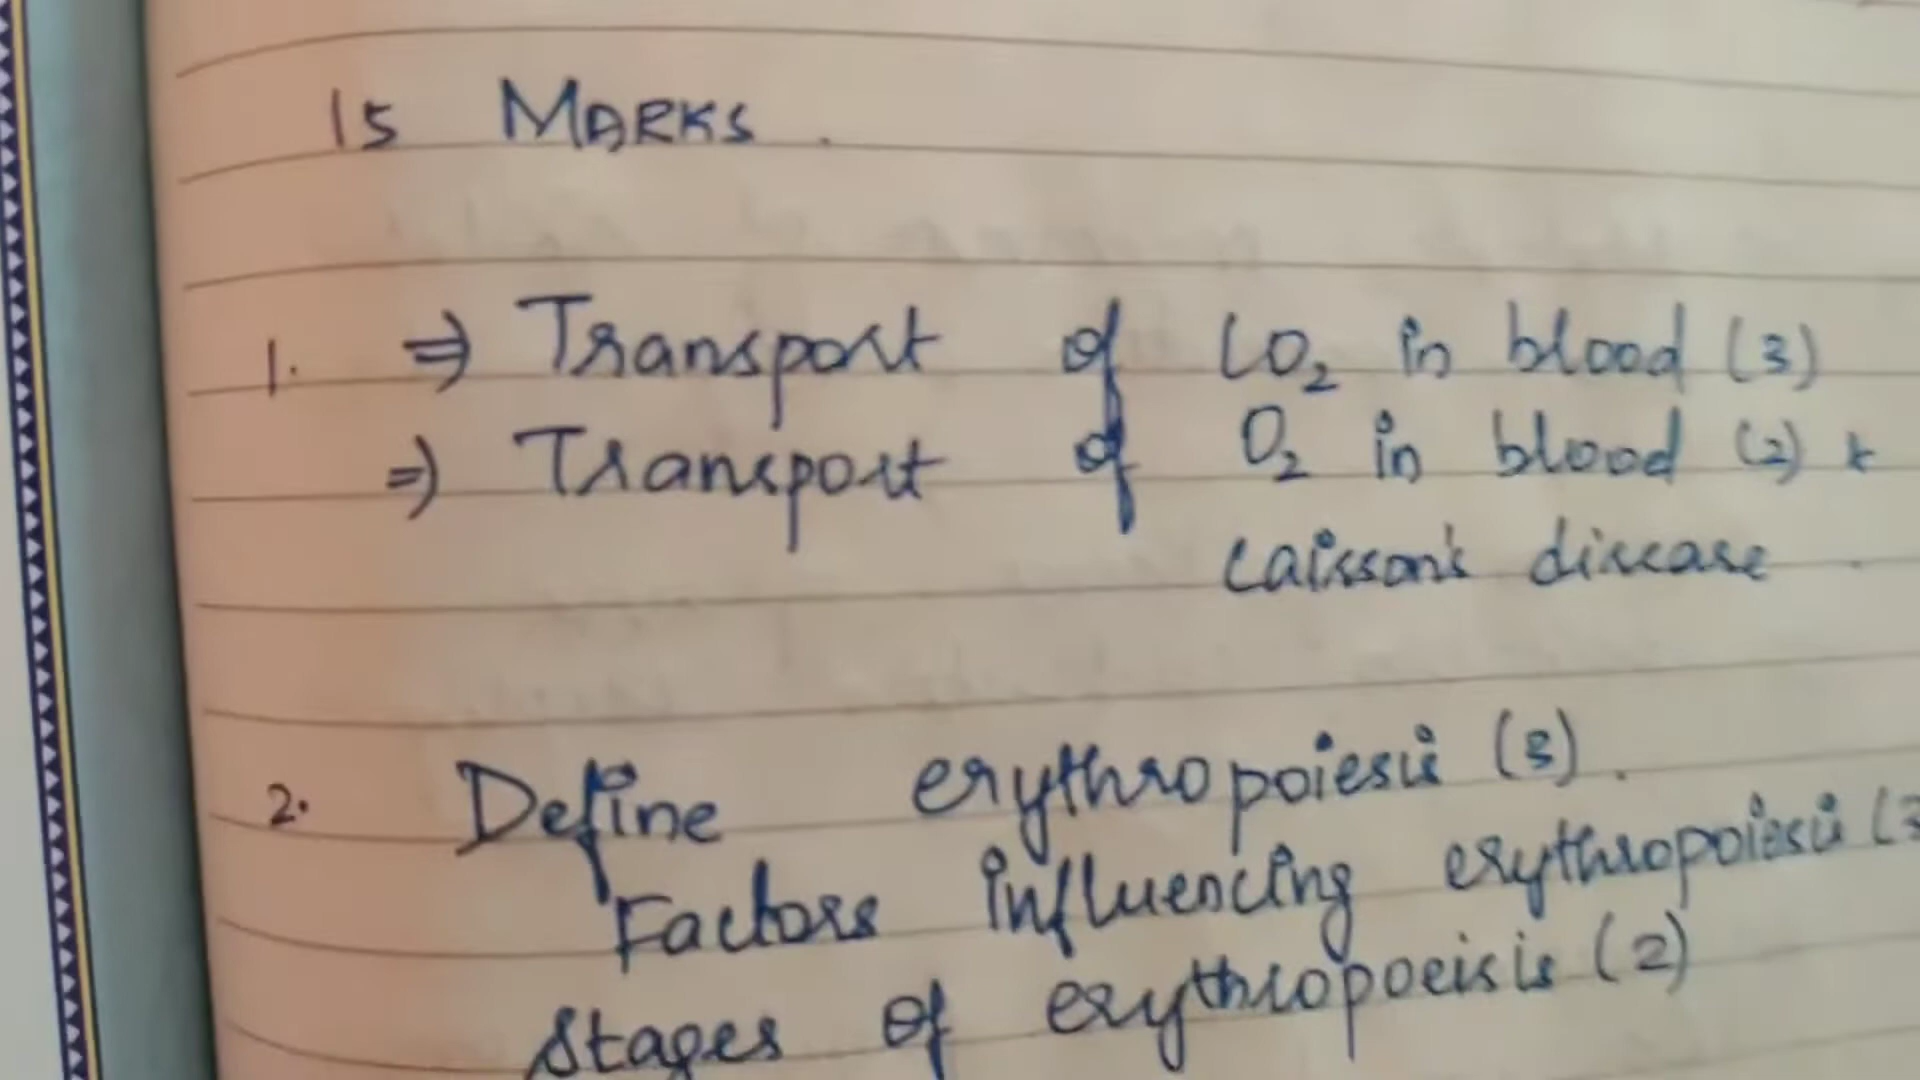 15 MARKS.
1. ⇒ Transport of CO₂ in blood (3)
⇒ Transport of O₂ in blood (2) &
Caisson's disease
2. Define erythropoiesis (3).
Factors influencing erythropoiesis (3
Stages of erythropoeisis (2)